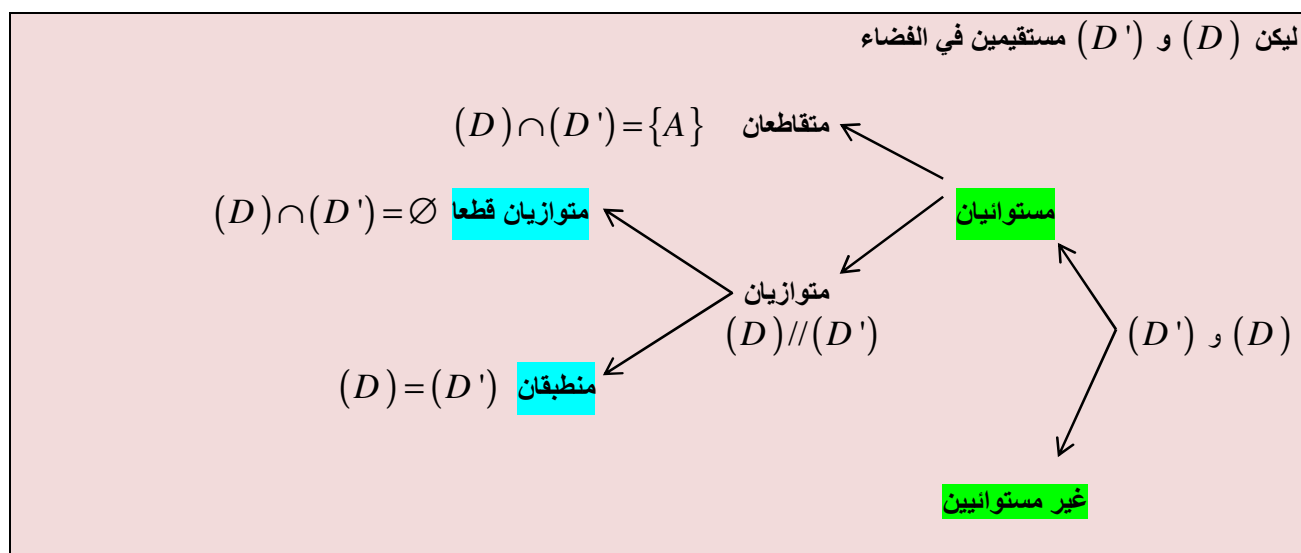 ليكن (D) و (D') مستقيمين في الفضاء
متقاطعان (D)∩(D')={A}
مستوائيان
متوازيان قطعا (D)∩(D')=∅
متوازيان
(D)//(D')
(D) و (D')
منطبقان (D)=(D')
غير مستوائيين